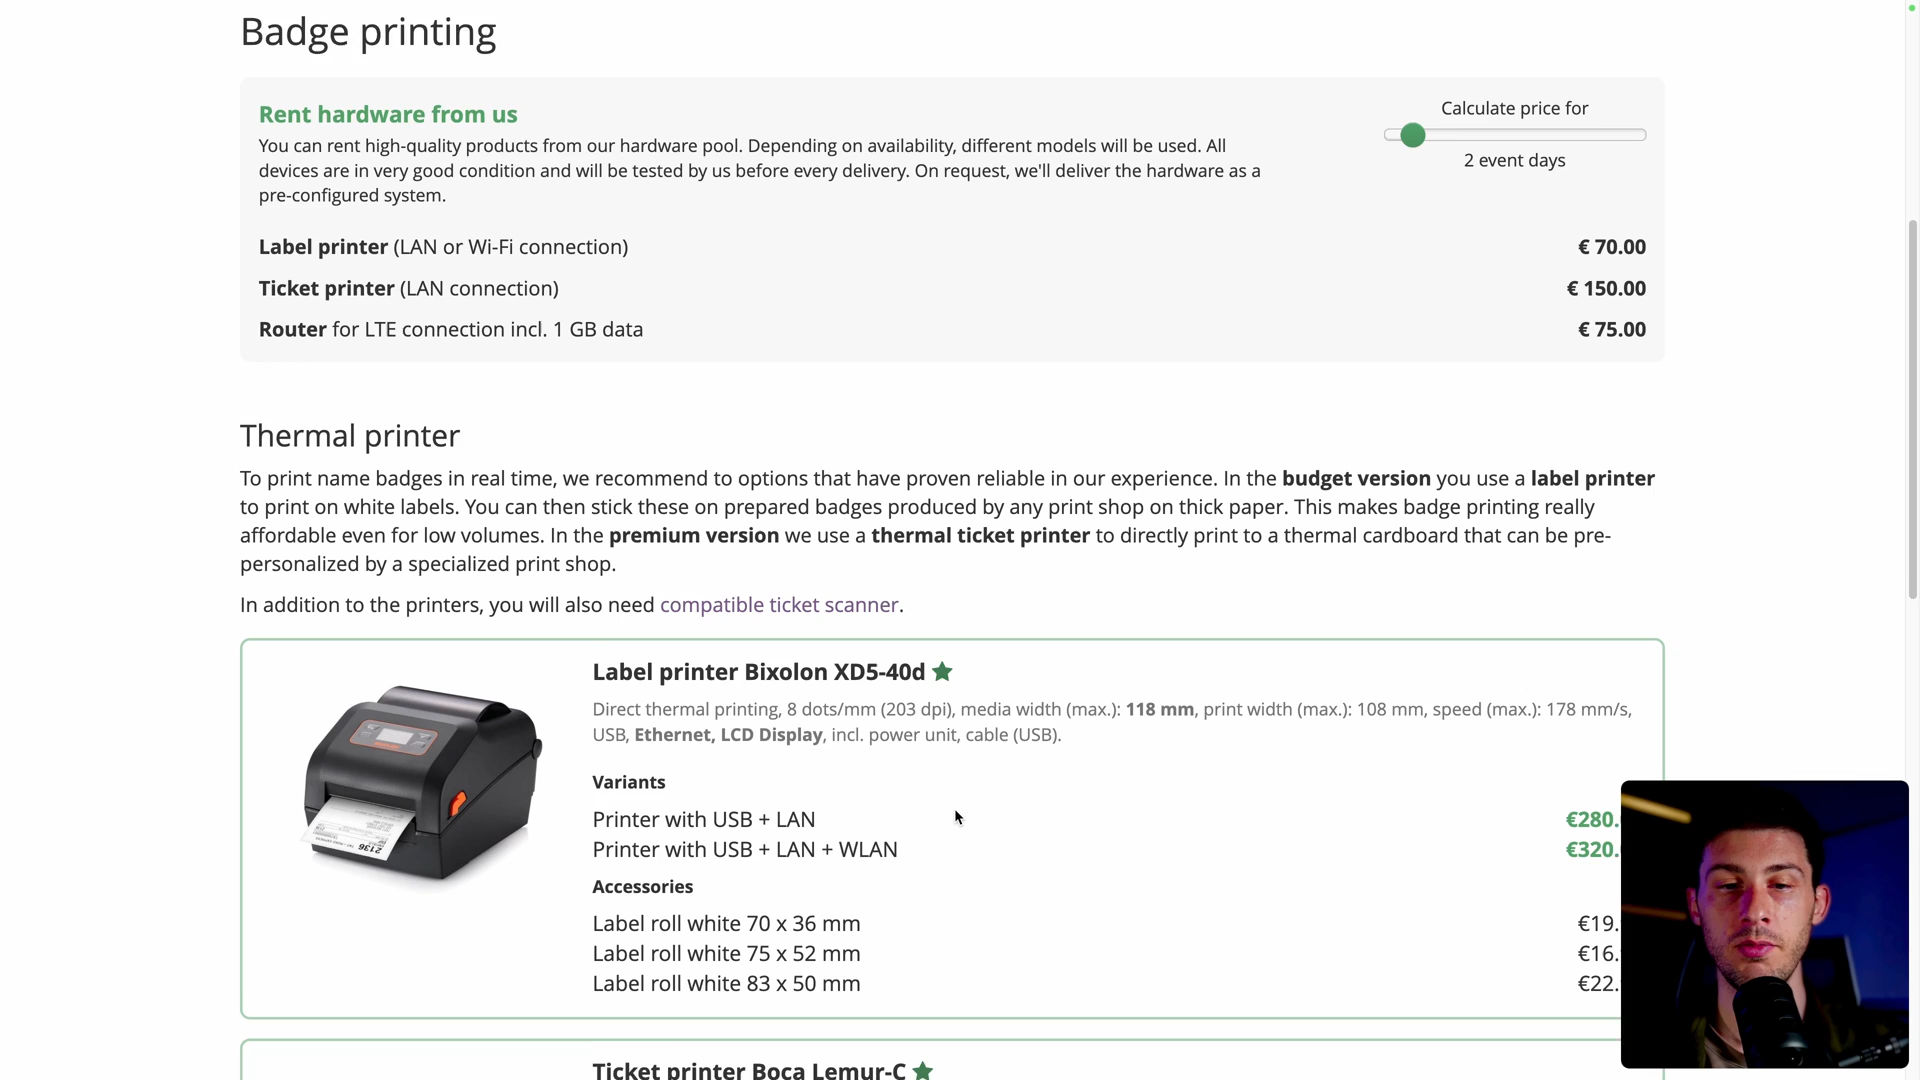 Badge printing
Rent hardware from us
Calculate price for
You can rent high-quality products from our hardware pool. Depending on availability, different models will be used. All
devices are in very good condition and will be tested by us before every delivery. On request, we'll deliver the hardware as a
pre-configured system.
2 event days
Label printer (LAN or Wi-Fi connection) € 70.00
Ticket printer (LAN connection) € 150.00
Router for LTE connection incl. 1 GB data € 75.00
Thermal printer
To print name badges in real time, we recommend to options that have proven reliable in our experience. In the budget version you use a label printer
to print on white labels. You can then stick these on prepared badges produced by any print shop on thick paper. This makes badge printing really
affordable even for low volumes. In the premium version we use a thermal ticket printer to directly print to a thermal cardboard that can be pre-
personalized by a specialized print shop.
In addition to the printers, you will also need compatible ticket scanner.
Label printer Bixolon XD5-40d
Direct thermal printing, 8 dots/mm (203 dpi), media width (max.): 118 mm, print width (max.): 108 mm, speed (max.): 178 mm/s,
USB, Ethernet, LCD Display, incl. power unit, cable (USB).
Variants
Printer with USB + LAN €280.
Printer with USB + LAN + WLAN €320.
Accessories
Label roll white 70 x 36 mm €19.
Label roll white 75 x 52 mm €16.
Label roll white 83 x 50 mm €22.
2136
Ticket printer Boca Lemur-C